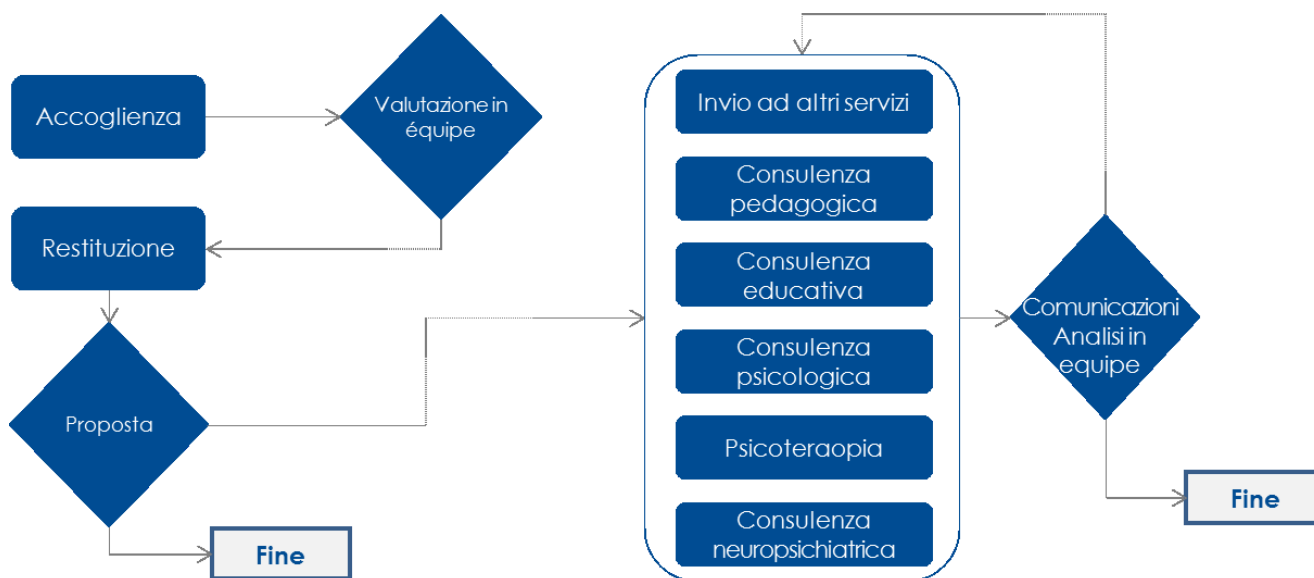 Accoglienza
Valutazione in
équipe
Restituzione
Proposta
Fine
Invio ad altri servizi
Consulenza
pedagogica
Consulenza
educativa
Consulenza
psicologica
Psicoteraopia
Consulenza
neuropsichiatrica
Comunicazioni
Analisi in
equipe
Fine